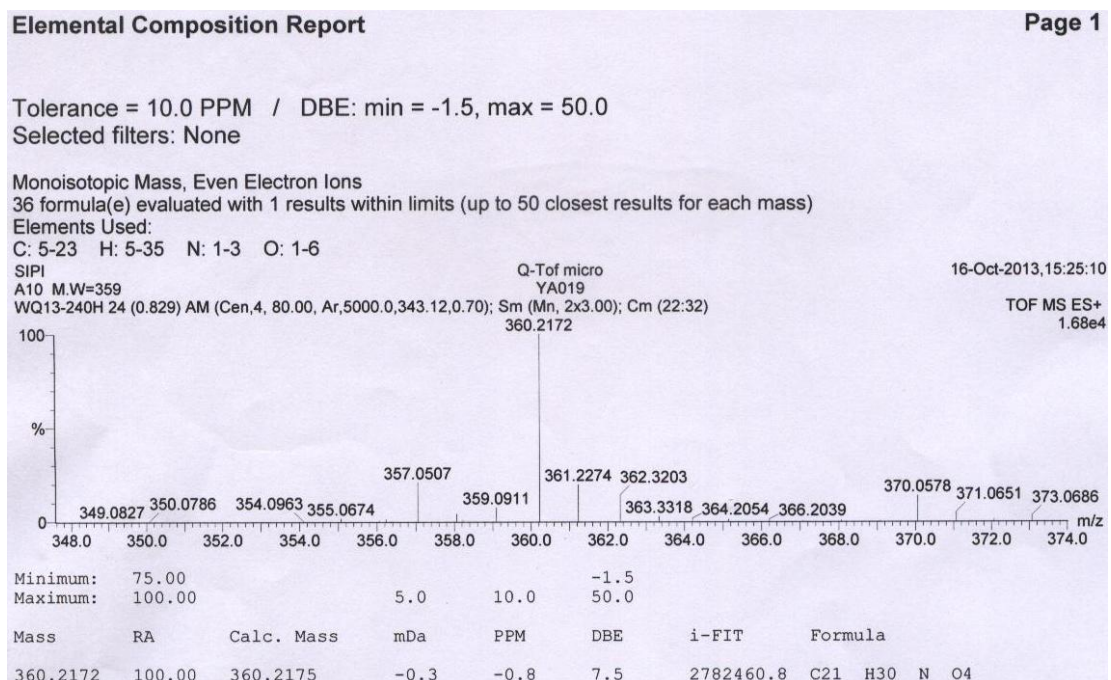 Elemental Composition Report Page 1
Tolerance = 10.0 PPM / DBE: min = -1.5, max = 50.0
Selected filters: None
Monoisotopic Mass, Even Electron Ions
36 formula(e) evaluated with 1 results within limits (up to 50 closest results for each mass)
Elements Used:
C: 5-23 H: 5-35 N: 1-3 O: 1-6
SIPI Q-Tof micro 16-Oct-2013,15:25:10
A10 M.W=359 YA019
WQ13-240H 24 (0.829) AM (Cen,4, 80.00, Ar,5000.0,343.12,0.70); Sm (Mn, 2x3.00); Cm (22:32) TOF MS ES+
360.2172 1.68e4
100
%
357.0507 361.2274 362.3203 370.0578
349.0827 350.0786 354.0963 355.0674 359.0911 363.3318 364.2054 366.2039 371.0651 373.0686
0 m/z
348.0 350.0 352.0 354.0 356.0 358.0 360.0 362.0 364.0 366.0 368.0 370.0 372.0 374.0
Minimum: 75.00 -1.5
Maximum: 100.00 5.0 10.0 50.0
Mass RA Calc. Mass mDa PPM DBE i-FIT Formula
360.2172 100.00 360.2175 -0.3 -0.8 7.5 2782460.8 C21 H30 N O4